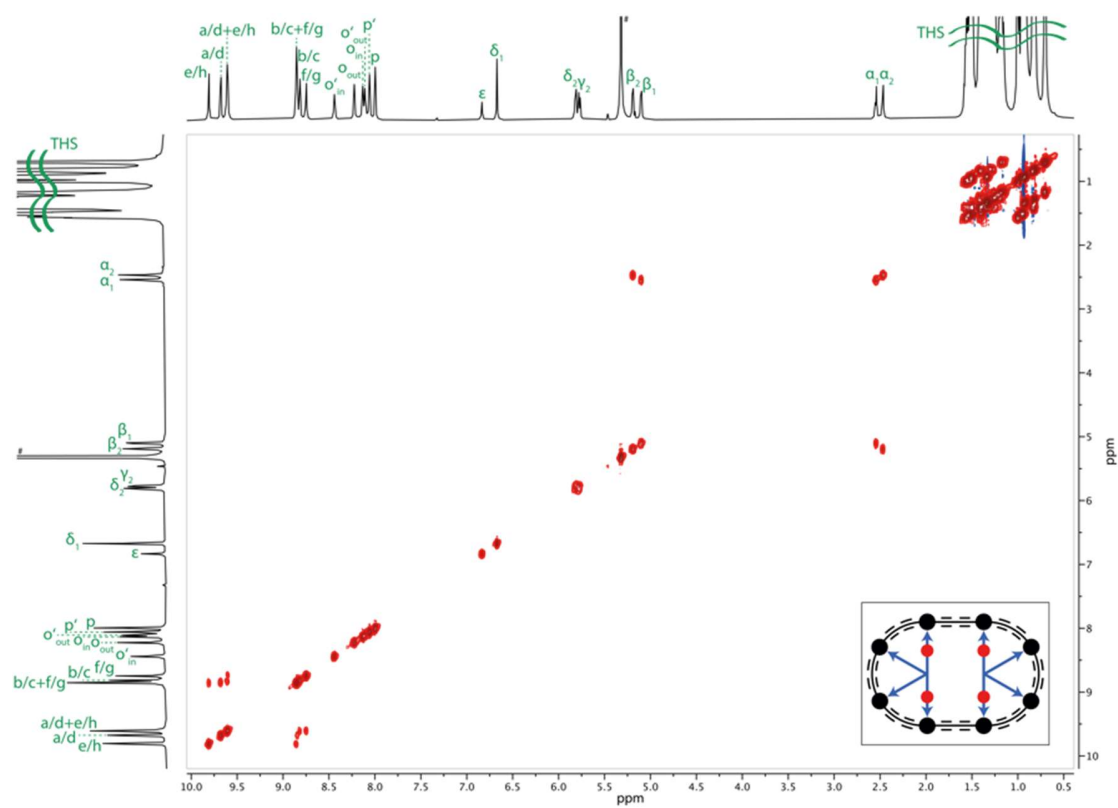 a/d+e/h
a/d
e/h
b/c+f/g
b/c
f/g
o'in
oout
oin
o'out
p'
p
ε
δ1
δ2
γ2
#
β2
β1
α1
α2
THS
THS
α2
α1
β1
β2
#
γ2
δ2
δ1
ε
p'
p
o'out
oin
oout
o'in
b/c
f/g
b/c+f/g
a/d+e/h
a/d
e/h
1
2
3
4
5
6
7
8
9
10
ppm
10.0 9.5 9.0 8.5 8.0 7.5 7.0 6.5 6.0 5.5 5.0 4.5 4.0 3.5 3.0 2.5 2.0 1.5 1.0 0.5
ppm